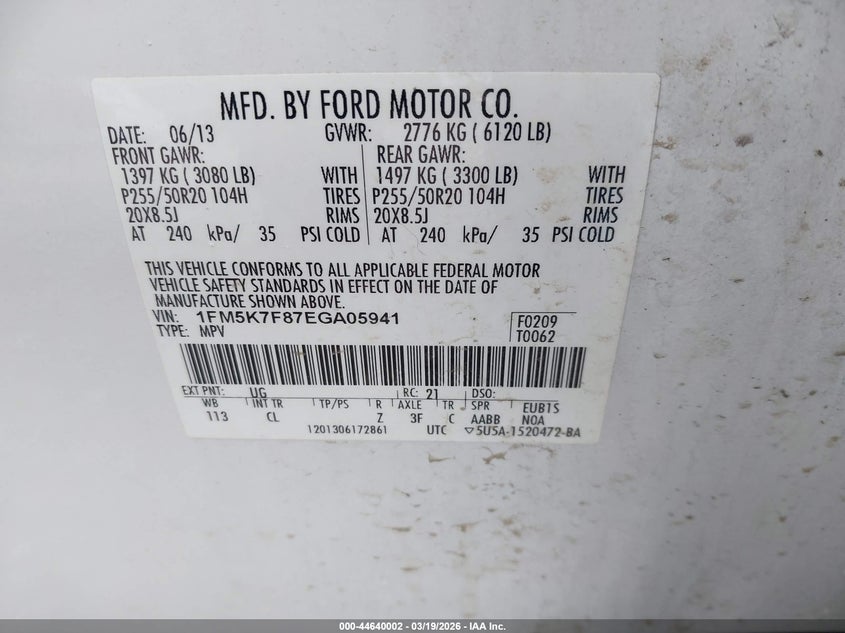 MFD. BY FORD MOTOR CO.
DATE: 06/13 GVWR: 2776 KG ( 6120 LB)
FRONT GAWR: REAR GAWR:
1397 KG ( 3080 LB) WITH 1497 KG ( 3300 LB) WITH
P255/50R20 104H TIRES P255/50R20 104H TIRES
20X8.5J RIMS 20X8.5J RIMS
AT 240 kPa/ 35 PSI COLD AT 240 kPa/ 35 PSI COLD
THIS VEHICLE CONFORMS TO ALL APPLICABLE FEDERAL MOTOR
VEHICLE SAFETY STANDARDS IN EFFECT ON THE DATE OF
MANUFACTURE SHOWN ABOVE.
VIN: 1FM5K7F87EGA05941 F0209
TYPE: MPV T0062
EXT PNT: UG RC: 21 DSO:
WB INT TR TP/PS R AXLE TR SPR EUB1S
113 CL Z 3F C AABB N0A
1201306172861 UTC ▽5U5A-1520472-BA
000-44640002 - 03/19/2026 - IAA Inc.